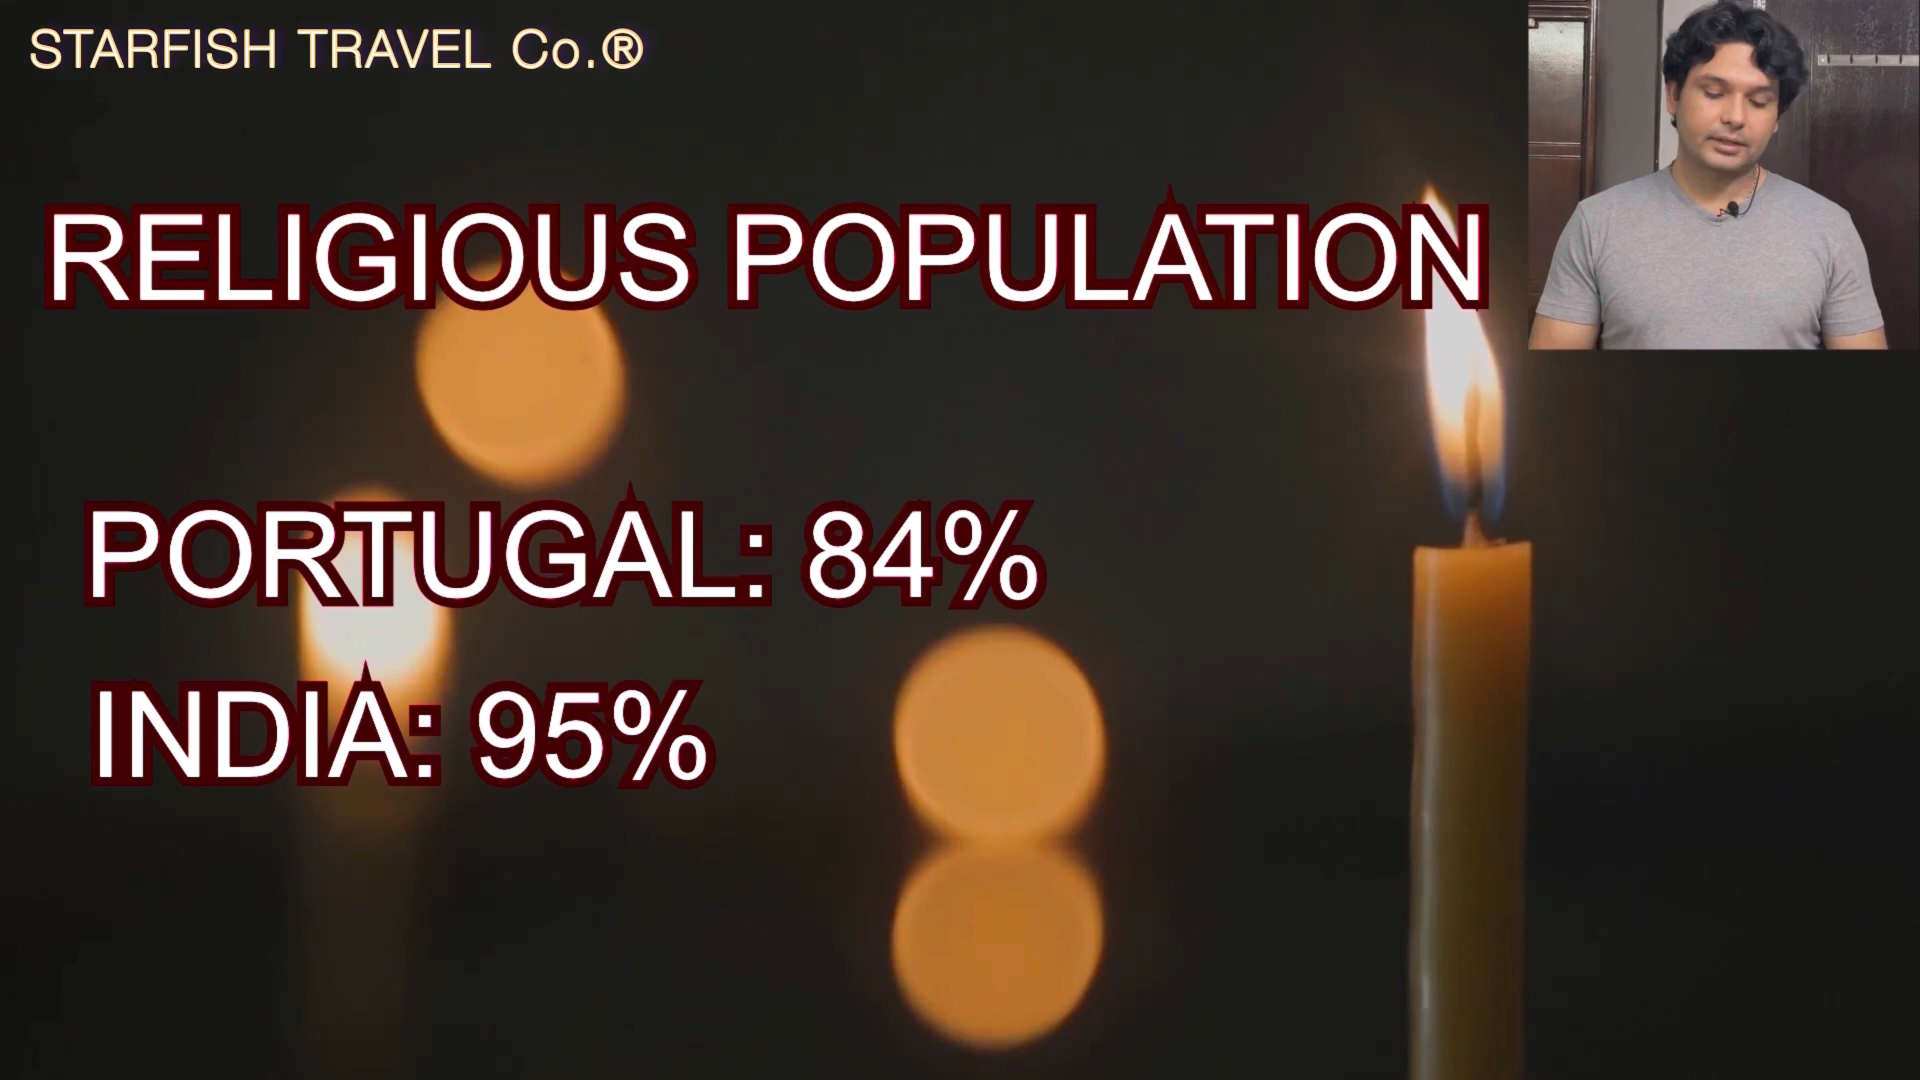 STARFISH TRAVEL Co.®
RELIGIOUS POPULATION
PORTUGAL: 84%
INDIA: 95%